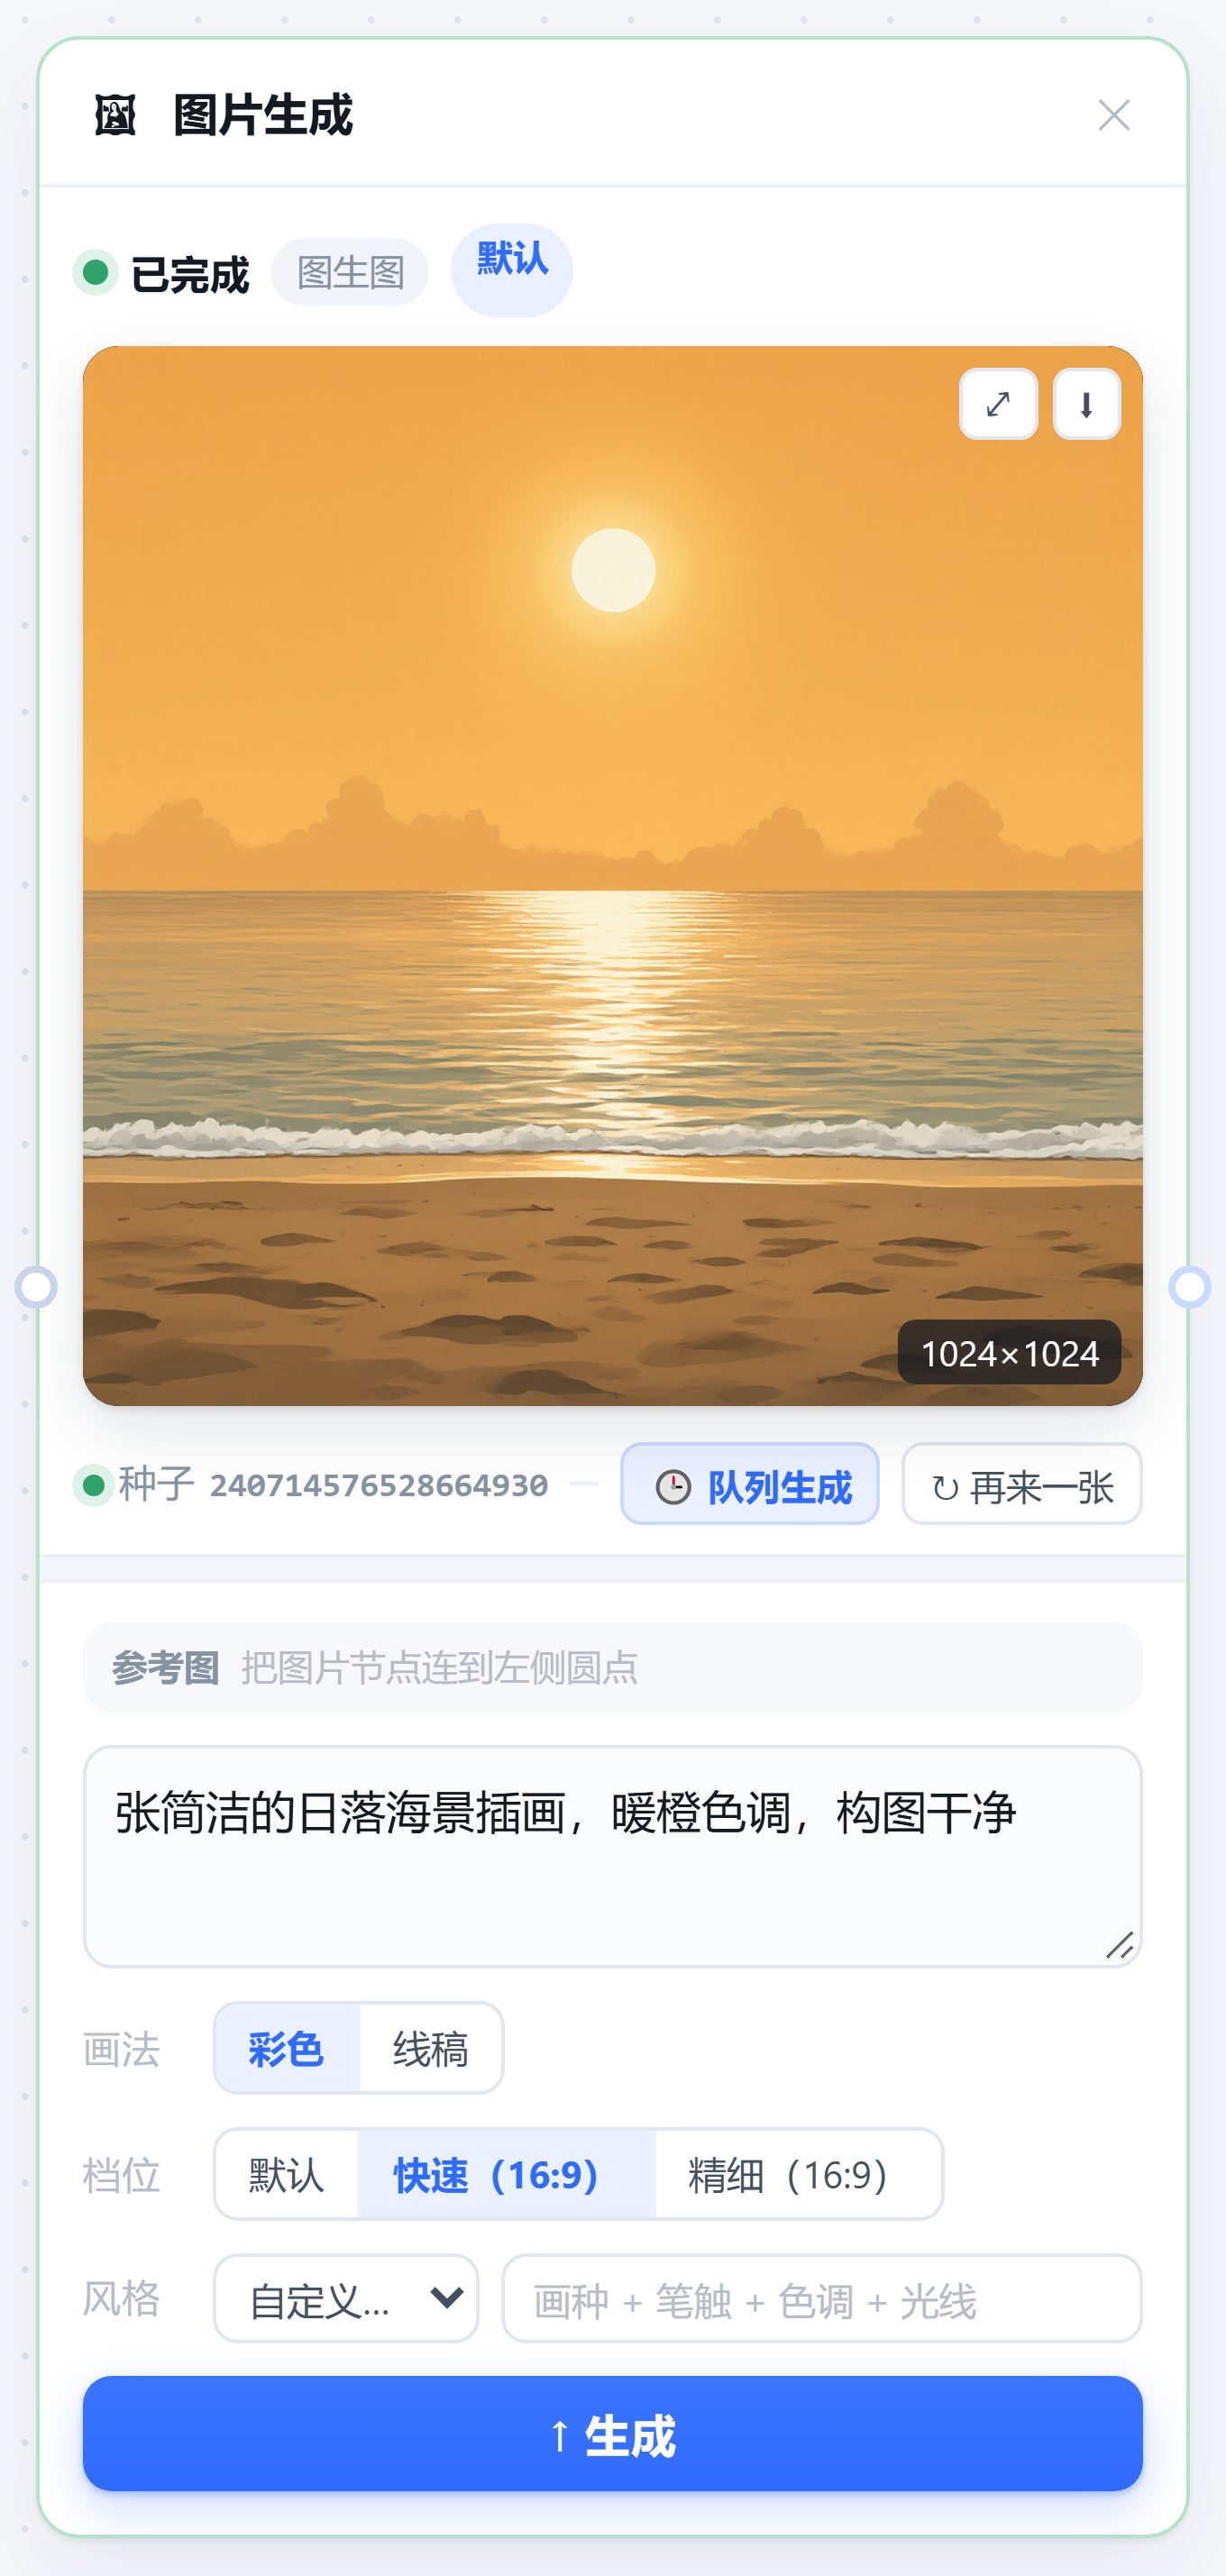 图片生成
已完成 图生图 默认
1024×1024
种子 240714576528664930 队列生成 再来一张
参考图 把图片节点连到左侧圆点
张简洁的日落海景插画，暖橙色调，构图干净
画法 彩色 线稿
档位 默认 快速（16:9） 精细（16:9）
风格 自定义... 画种 + 笔触 + 色调 + 光线
↑ 生成